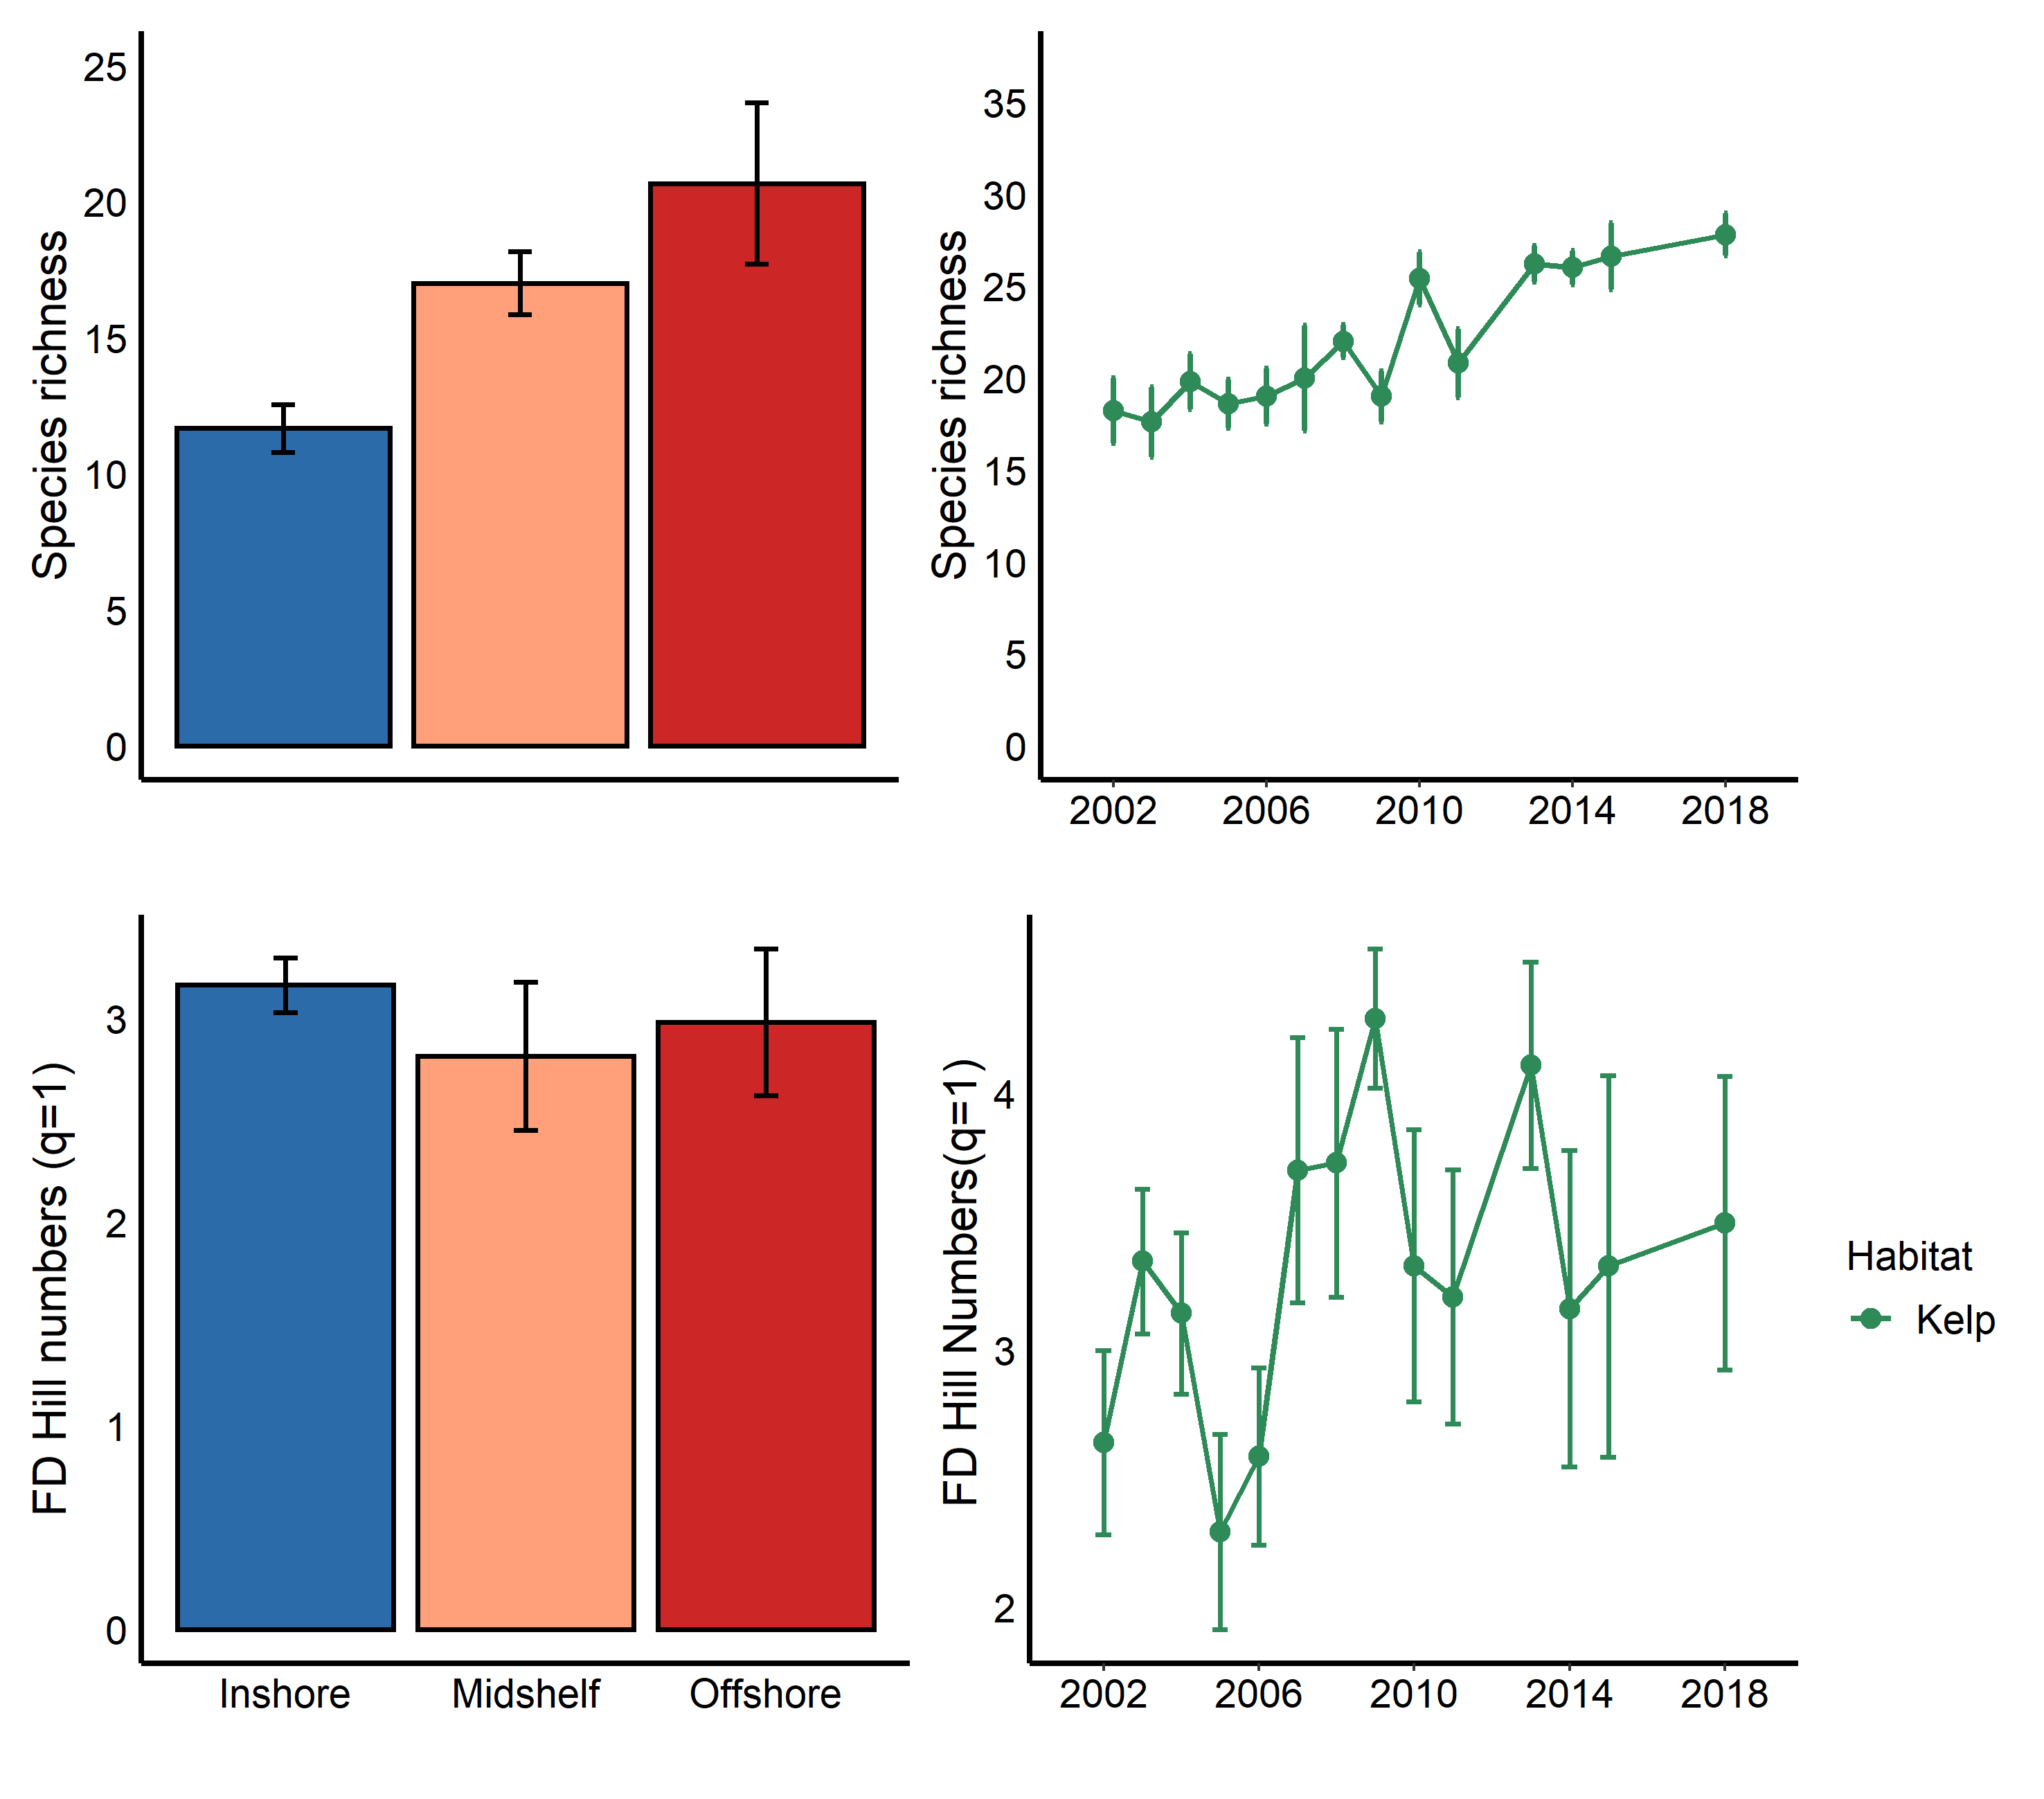 Species richness
25
20
15
10
5
0
Species richness
35
30
25
20
15
10
5
0
2002 2006 2010 2014 2018
FD Hill numbers (q=1)
3
2
1
0
Inshore Midshelf Offshore
FD Hill Numbers(q=1)
4
3
2
2002 2006 2010 2014 2018
Habitat
Kelp